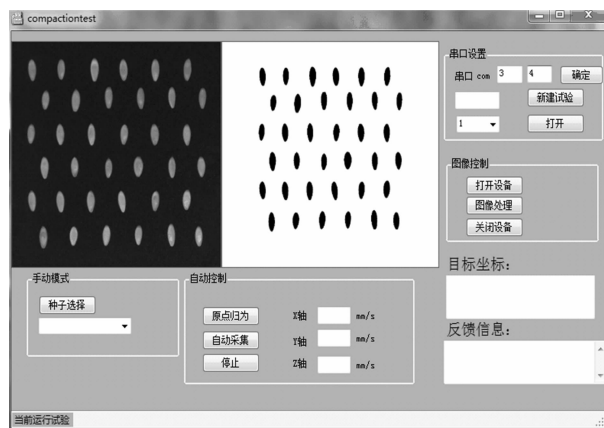 compactiontest
串口设置
串口 com 3 4 确定
新建试验
1 打开
图像控制
打开设备
图像处理
关闭设备
目标坐标：
反馈信息：
手动模式
种子选择
自动控制
原点归为 X轴 mm/s
自动采集 Y轴 mm/s
停止 Z轴 mm/s
当前运行试验